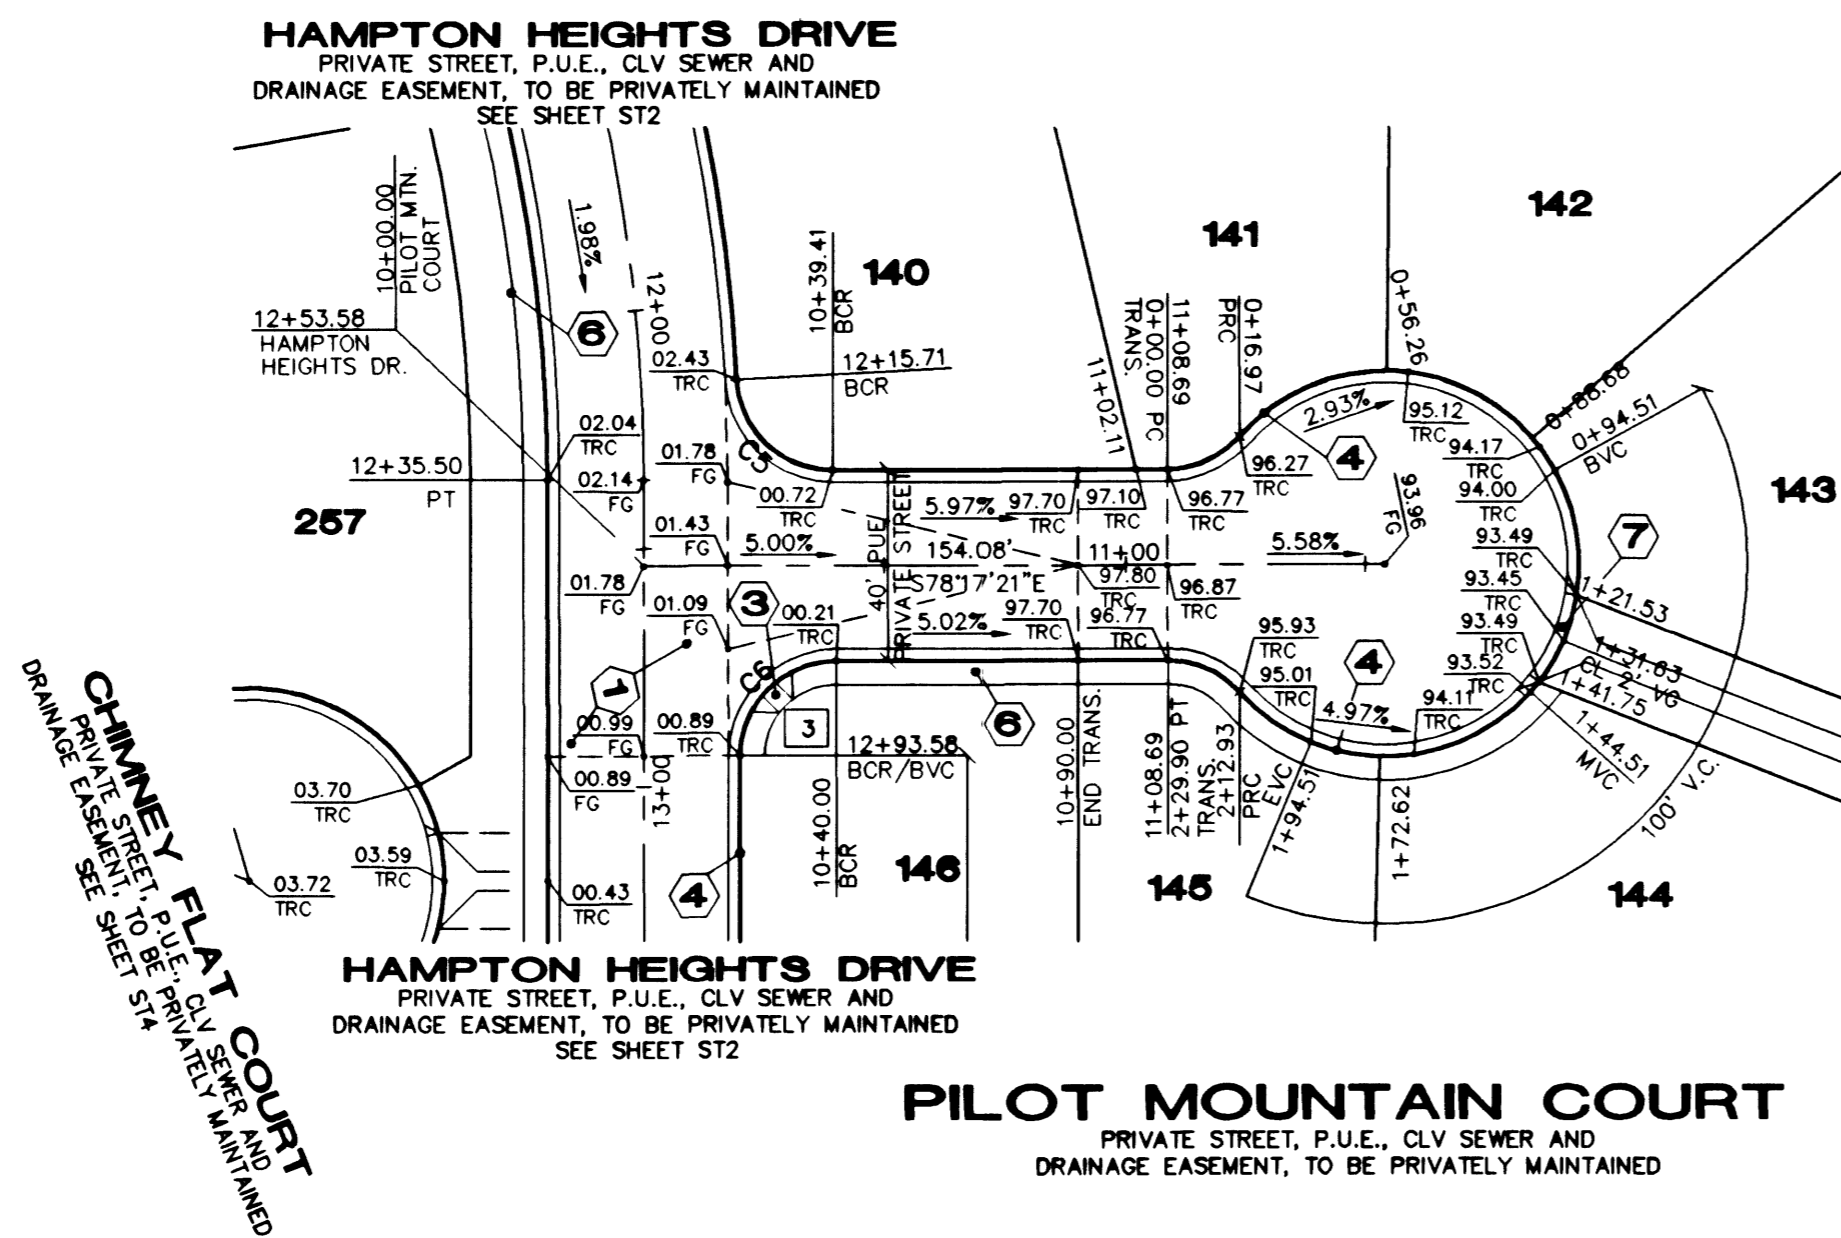 HAMPTON HEIGHTS DRIVE
PRIVATE STREET, P.U.E., CLV SEWER AND
DRAINAGE EASEMENT, TO BE PRIVATELY MAINTAINED
SEE SHEET ST2
10+00.00
PILOT MTN.
COURT
12+53.58
HAMPTON
HEIGHTS DR.
1.98%
6
12+00
02.43
TRC
10+39.41
BCR
140
12+15.71
BCR
141
142
11+02.11
0+00.00 PC
TRANS.
11+08.69
0+16.97
PRC
0+56.26
0+88.68
0+94.51
BVC
2.93%
4
95.12
TRC
94.17
TRC
94.00
TRC
143
12+35.50
PT
257
02.04
TRC
02.14
FG
01.78
FG
C5
00.72
TRC
5.97%
97.70
TRC
97.10
TRC
96.77
TRC
96.27
TRC
93.96
FG
93.49
TRC
7
01.43
FG
5.00%
40' PUE
PRIVATE STREET
154.08'
S78°17'21"E
11+00
97.80
TRC
96.87
TRC
5.58%
93.45
TRC
1+21.53
01.78
FG
01.09
FG
3
00.21
TRC
5.02%
97.70
TRC
96.77
TRC
95.93
TRC
93.49
TRC
1+31.63
CL 2' VG
1+41.75
93.52
TRC
1
C6
95.01
TRC
4
4.97%
94.11
TRC
1+44.51
MVC
100' V.C.
00.99
FG
00.89
TRC
3
6
12+93.58
BCR/BVC
00.89
FG
13+00
10+40.00
BCR
10+90.00
END TRANS.
11+08.69
2+29.90 PT
TRANS.
2+12.93
PRC
EVC
1+94.51
1+72.62
03.70
TRC
03.59
TRC
03.72
TRC
00.43
TRC
4
146
145
144
CHIMNEY FLAT COURT
PRIVATE STREET, P.U.E., CLV SEWER AND
DRAINAGE EASEMENT, TO BE PRIVATELY MAINTAINED
SEE SHEET ST4
HAMPTON HEIGHTS DRIVE
PRIVATE STREET, P.U.E., CLV SEWER AND
DRAINAGE EASEMENT, TO BE PRIVATELY MAINTAINED
SEE SHEET ST2
PILOT MOUNTAIN COURT
PRIVATE STREET, P.U.E., CLV SEWER AND
DRAINAGE EASEMENT, TO BE PRIVATELY MAINTAINED